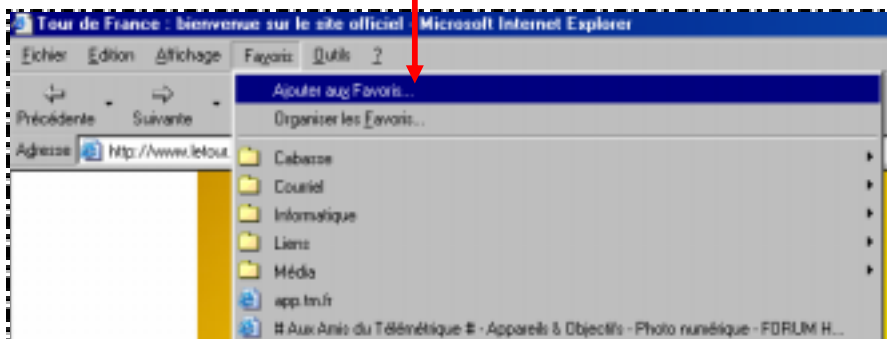 Tour de France : bienvenue sur le site officiel - Microsoft Internet Explorer
Fichier Edition Affichage Favoris Outils ?
Ajouter aux Favoris...
Précédente Suivante
Organiser les Favoris...
Adresse http://www.letour.
Cabasse
Courriel
Informatique
Liens
Média
app.tm.fr
# Aux Amis du Télémétrique # - Appareils & Objectifs - Photo numérique - FORUM H...